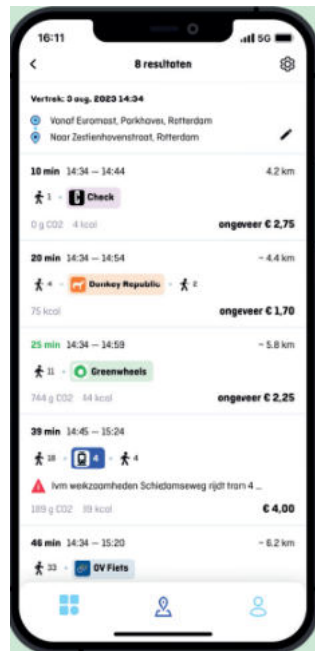 16:11
5G
8 resultaten
Vertrek: 3 aug. 2023 14:34
Vanaf Euromast, Parkhaven, Rotterdam
Naar Zestienhovenstraat, Rotterdam
10 min 14:34 – 14:44 4.2 km
1 Check
0 g CO2 4 kcal ongeveer € 2,75
20 min 14:34 – 14:54 ~ 4.4 km
4 Donkey Republic 2
75 kcal ongeveer € 1,70
25 min 14:34 – 14:59 ~ 5.8 km
11 Greenwheels
744 g CO2 44 kcal ongeveer € 2,25
39 min 14:45 – 15:24
18 4 4
Ivm werkzaamheden Schiedamseweg rijdt tram 4 ...
189 g CO2 39 kcal € 4,00
46 min 14:34 – 15:20 ~ 6.2 km
33 OV Fiets